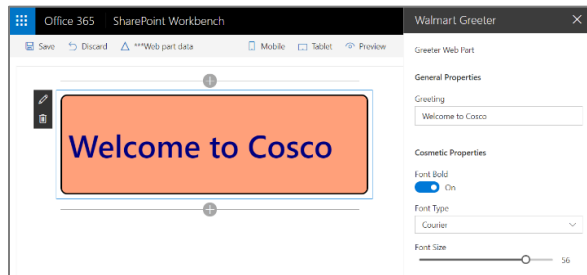 Office 365 SharePoint Workbench
Save Discard ***Web part data Mobile Tablet Preview
Welcome to Cosco
Walmart Greeter
Greeter Web Part
General Properties
Greeting
Welcome to Cosco
Cosmetic Properties
Font Bold
On
Font Type
Courier
Font Size
56